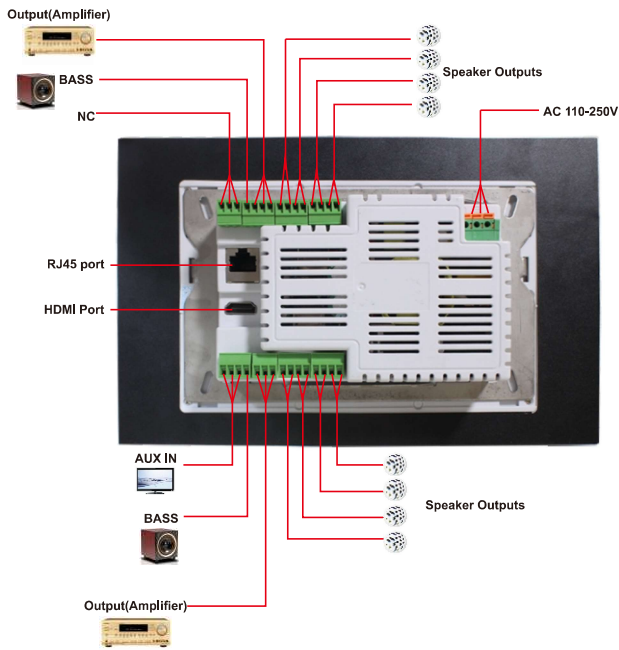 Output(Amplifier)
BASS
Speaker Outputs
NC
AC 110-250V
RJ45 port
HDMI Port
AUX IN
Speaker Outputs
BASS
Output(Amplifier)